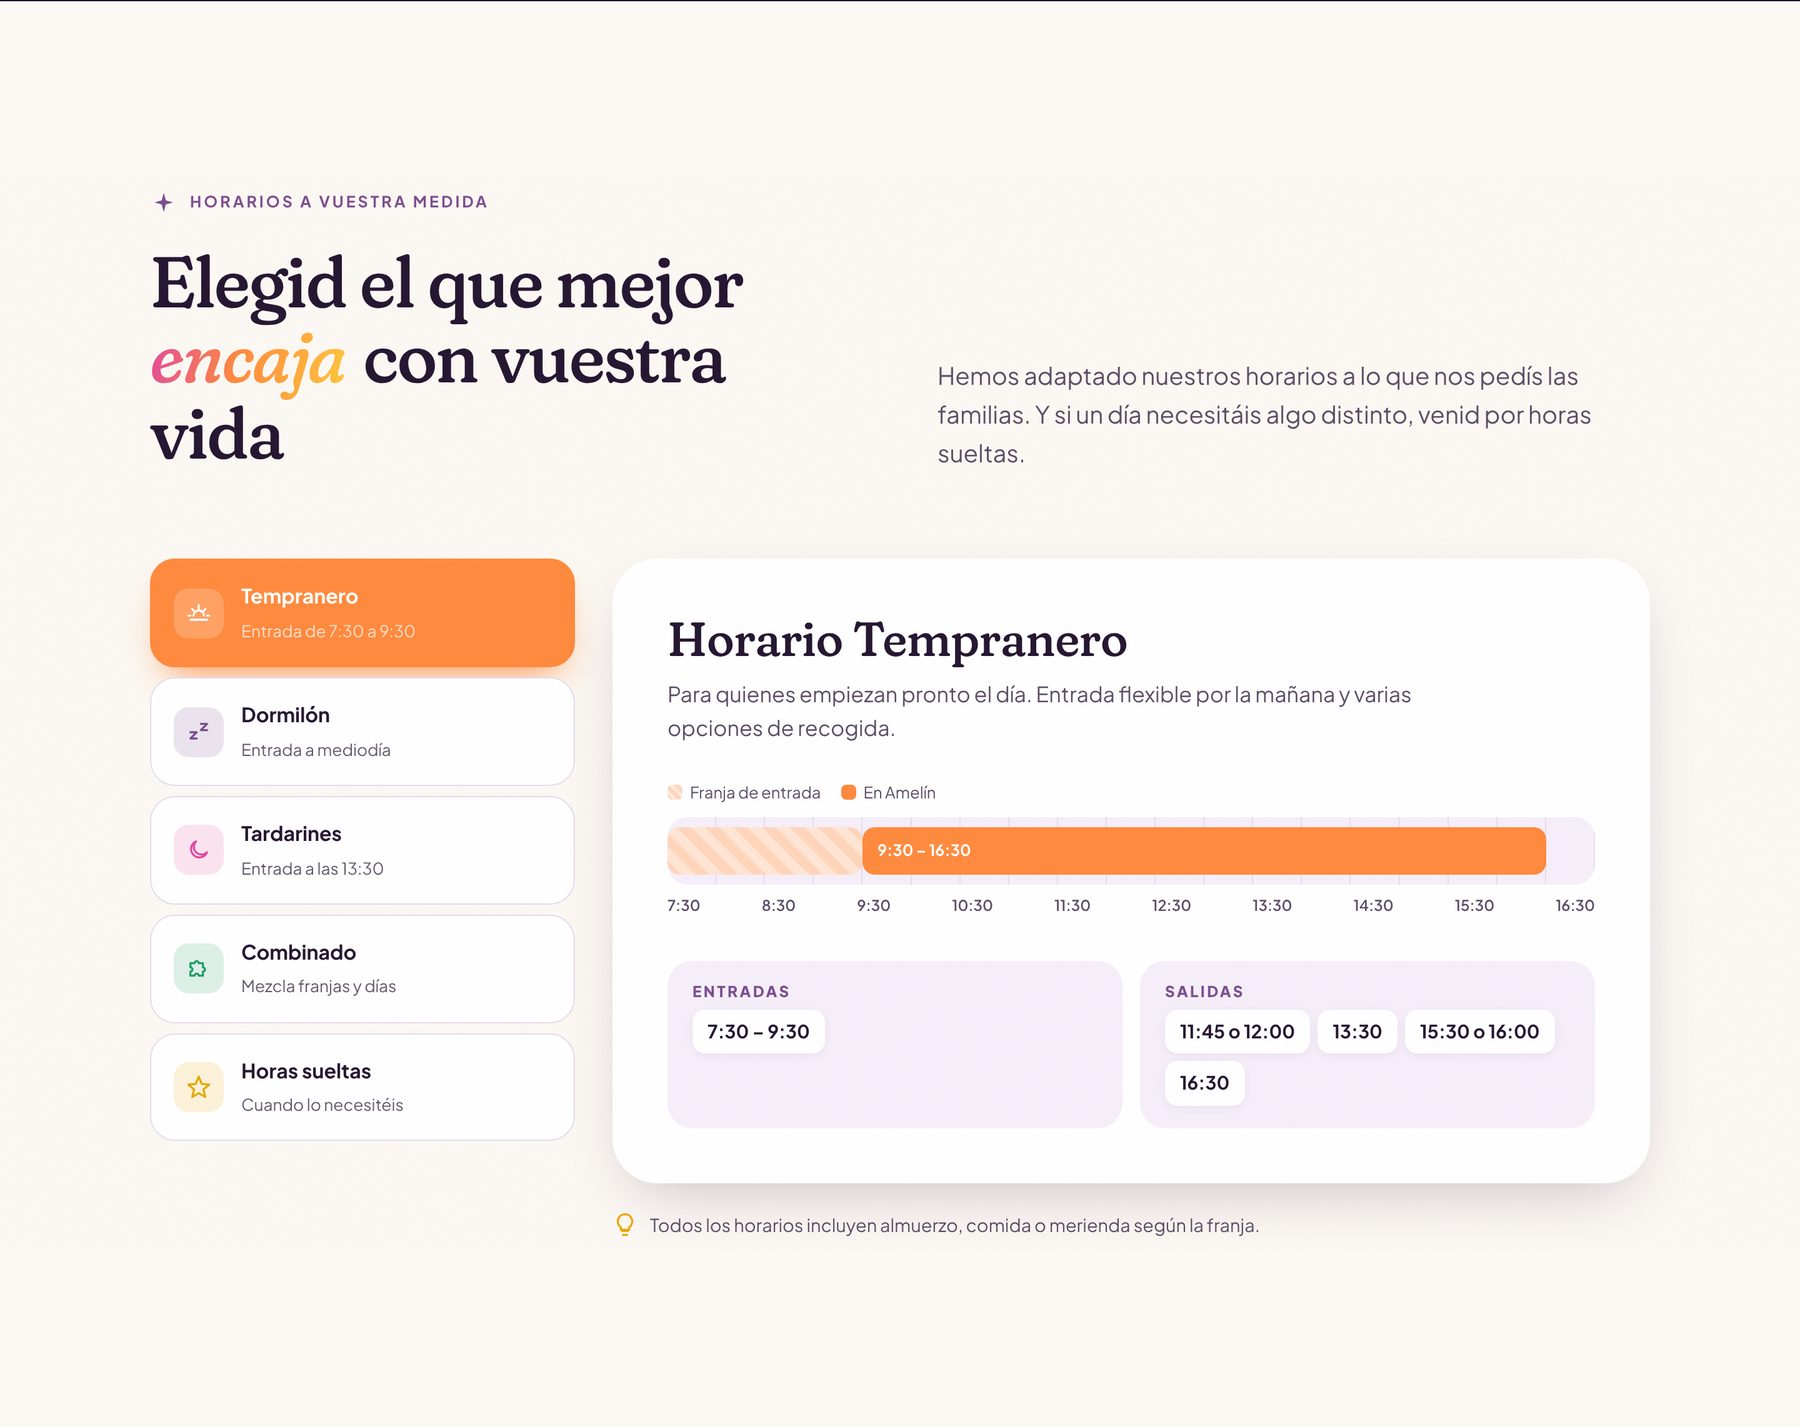 HORARIOS A VUESTRA MEDIDA
Elegid el que mejor
encaja con vuestra
vida
Hemos adaptado nuestros horarios a lo que nos pedís las
familias. Y si un día necesitáis algo distinto, venid por horas
sueltas.
Tempranero
Entrada de 7:30 a 9:30
Dormilón
Entrada a mediodía
Tardarines
Entrada a las 13:30
Combinado
Mezcla franjas y días
Horas sueltas
Cuando lo necesitéis
Horario Tempranero
Para quienes empiezan pronto el día. Entrada flexible por la mañana y varias
opciones de recogida.
Franja de entrada En Amelín
9:30 – 16:30
7:30 8:30 9:30 10:30 11:30 12:30 13:30 14:30 15:30 16:30
ENTRADAS
7:30 – 9:30
SALIDAS
11:45 o 12:00 13:30 15:30 o 16:00
16:30
Todos los horarios incluyen almuerzo, comida o merienda según la franja.